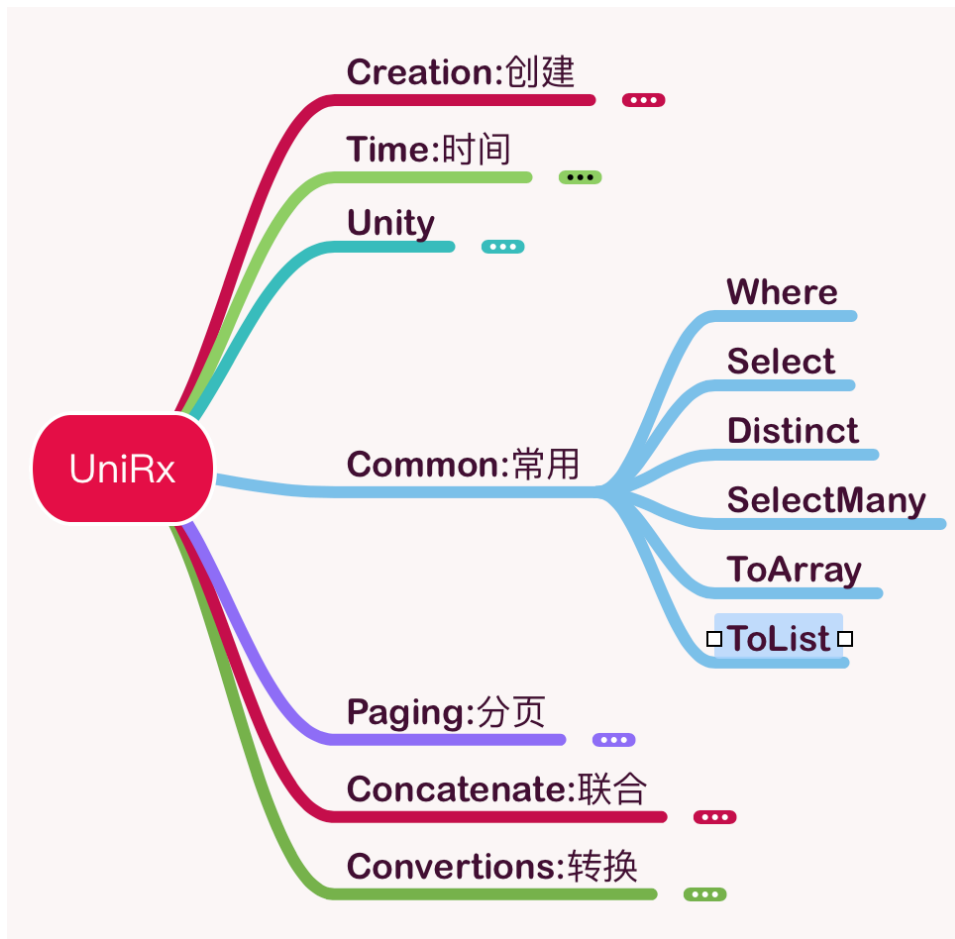 Creation:创建
Time:时间
Unity
Where
Select
Distinct
UniRx
Common:常用
SelectMany
ToArray
ToList
Paging:分页
Concatenate:联合
Convertions:转换